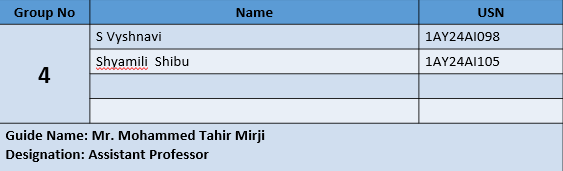 Group No Name USN
4
S Vyshnavi 1AY24AI098
Shyamili Shibu 1AY24AI105
Guide Name: Mr. Mohammed Tahir Mirji
Designation: Assistant Professor